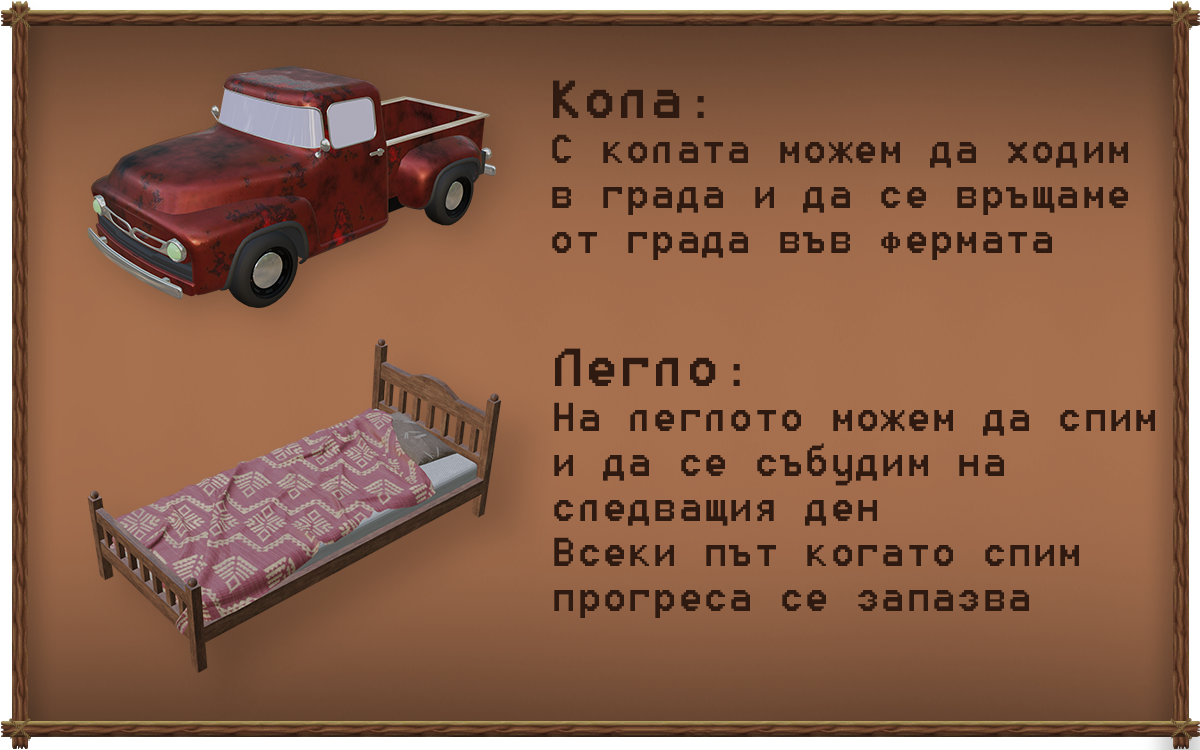 Кола:
С колата можем да ходим
в града и да се връщаме
от града във фермата
Легло:
На леглото можем да спим
и да се събудим на
следващия ден
Всеки път когато спим
прогреса се запазва